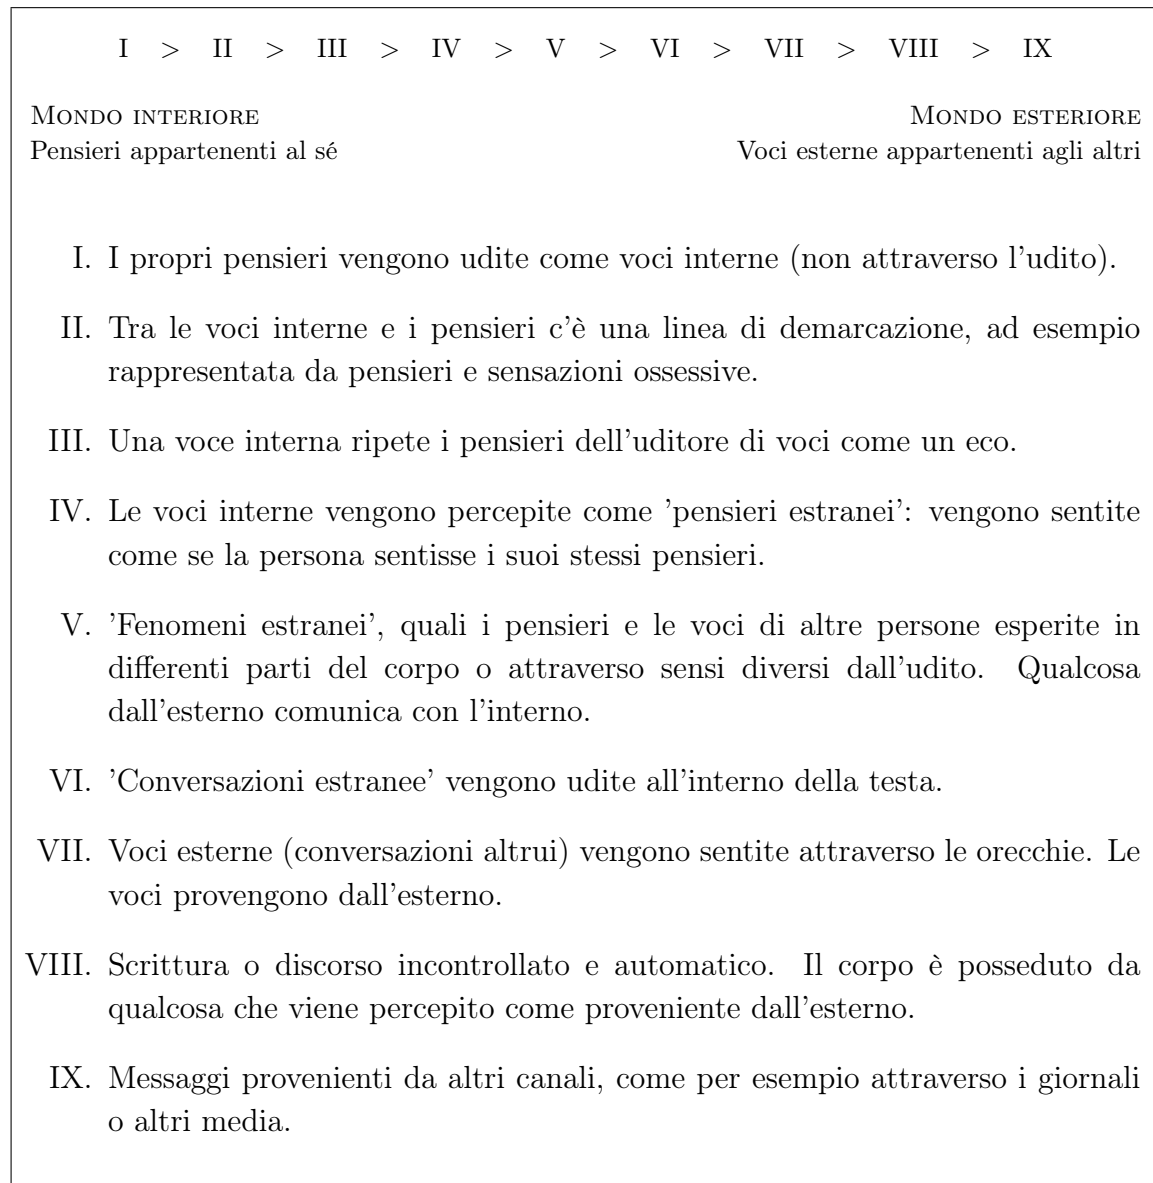 I > II > III > IV > V > VI > VII > VIII > IX
Mondo interiore Mondo esteriore
Pensieri appartenenti al sé Voci esterne appartenenti agli altri
I. I propri pensieri vengono udite come voci interne (non attraverso l'udito).
II. Tra le voci interne e i pensieri c'è una linea di demarcazione, ad esempio
rappresentata da pensieri e sensazioni ossessive.
III. Una voce interna ripete i pensieri dell'uditore di voci come un eco.
IV. Le voci interne vengono percepite come 'pensieri estranei': vengono sentite
come se la persona sentisse i suoi stessi pensieri.
V. 'Fenomeni estranei', quali i pensieri e le voci di altre persone esperite in
differenti parti del corpo o attraverso sensi diversi dall'udito. Qualcosa
dall'esterno comunica con l'interno.
VI. 'Conversazioni estranee' vengono udite all'interno della testa.
VII. Voci esterne (conversazioni altrui) vengono sentite attraverso le orecchie. Le
voci provengono dall'esterno.
VIII. Scrittura o discorso incontrollato e automatico. Il corpo è posseduto da
qualcosa che viene percepito come proveniente dall'esterno.
IX. Messaggi provenienti da altri canali, come per esempio attraverso i giornali
o altri media.